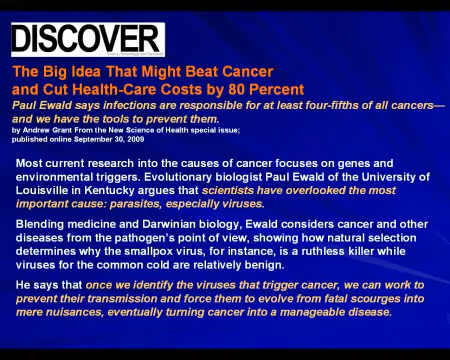 DISCOVER
The Big Idea That Might Beat Cancer
and Cut Health-Care Costs by 80 Percent
Paul Ewald says infections are responsible for at least four-fifths of all cancers—
and we have the tools to prevent them.
by Andrew Grant From the New Science of Health special issue;
published online September 30, 2009
Most current research into the causes of cancer focuses on genes and
environmental triggers. Evolutionary biologist Paul Ewald of the University of
Louisville in Kentucky argues that scientists have overlooked the most
important cause: parasites, especially viruses.
Blending medicine and Darwinian biology, Ewald considers cancer and other
diseases from the pathogen's point of view, showing how natural selection
determines why the smallpox virus, for instance, is a ruthless killer while
viruses for the common cold are relatively benign.
He says that once we identify the viruses that trigger cancer, we can work to
prevent their transmission and force them to evolve from fatal scourges into
mere nuisances, eventually turning cancer into a manageable disease.